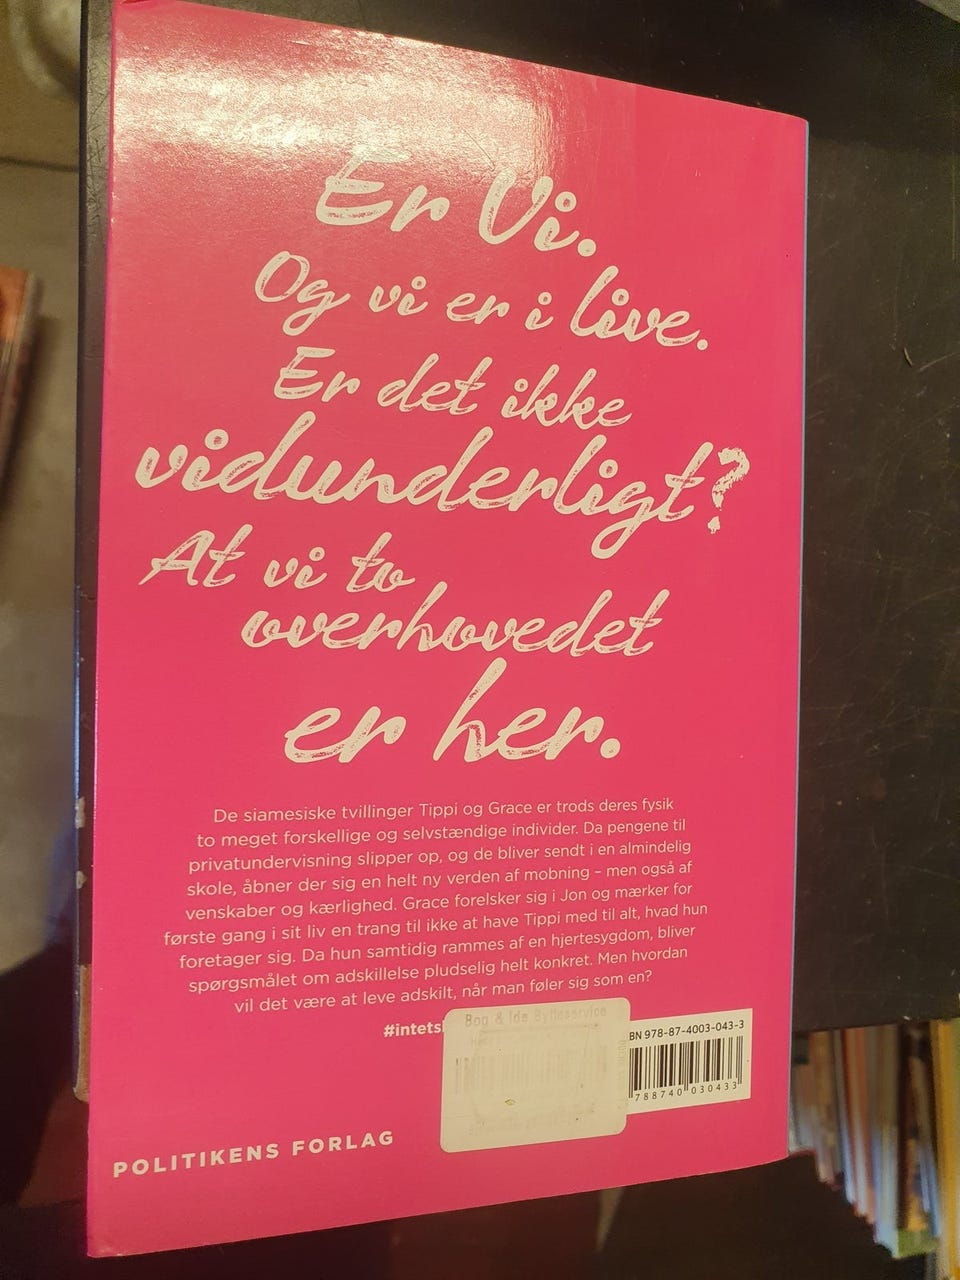 Er Vi.
Og vi er i live.
Er det ikke
vidunderligt?
At vi to
overhovedet
er her.
De siamesiske tvillinger Tippi og Grace er trods deres fysik
to meget forskellige og selvstændige individer. Da pengene til
privatundervisning slipper op, og de bliver sendt i en almindelig
skole, åbner der sig en helt ny verden af mobning – men også af
venskaber og kærlighed. Grace forelsker sig i Jon og mærker for
første gang i sit liv en trang til ikke at have Tippi med til alt, hvad hun
foretager sig. Da hun samtidig rammes af en hjertesygdom, bliver
spørgsmålet om adskillelse pludselig helt konkret. Men hvordan
vil det være at leve adskilt, når man føler sig som en?
#intets
Bog & Ide Bytteservice
BN 978-87-4003-043-3
788740 030433
POLITIKENS FORLAG